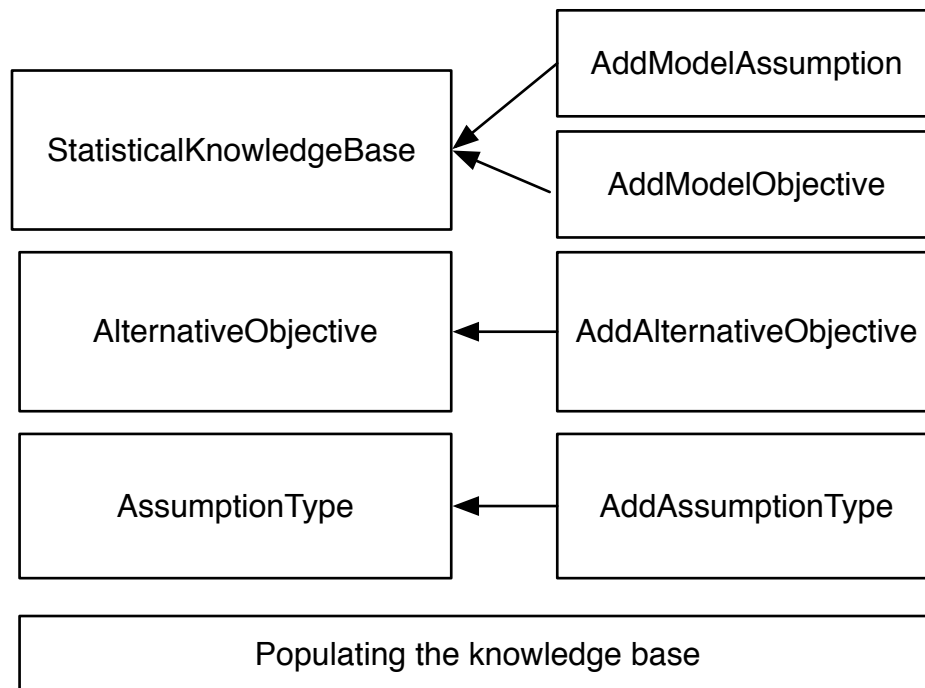 AddModelAssumption
StatisticalKnowledgeBase
AddModelObjective
AlternativeObjective
AddAlternativeObjective
AssumptionType
AddAssumptionType
Populating the knowledge base